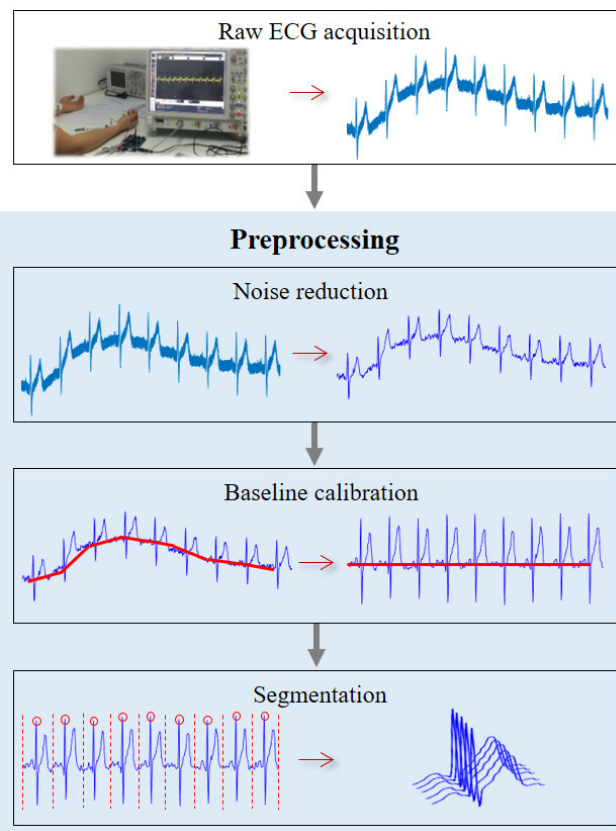 Raw ECG acquisition
Preprocessing
Noise reduction
Baseline calibration
Segmentation